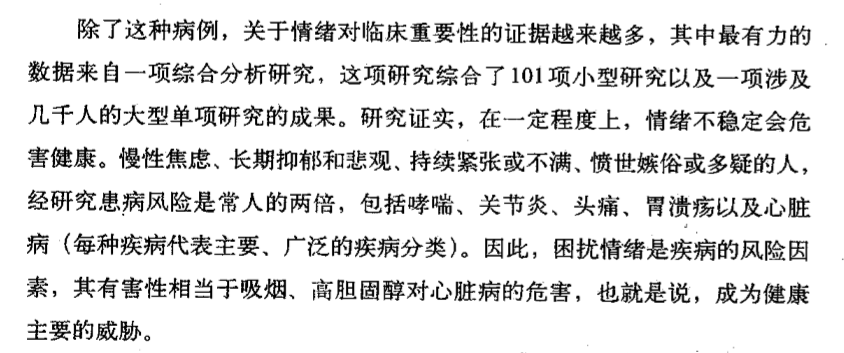 除了这种病例，关于情绪对临床重要性的证据越来越多，其中最有力的
数据来自一项综合分析研究，这项研究综合了101项小型研究以及一项涉及
几千人的大型单项研究的成果。研究证实，在一定程度上，情绪不稳定会危
害健康。慢性焦虑、长期抑郁和悲观、持续紧张或不满、愤世嫉俗或多疑的人，
经研究患病风险是常人的两倍，包括哮喘、关节炎、头痛、胃溃疡以及心脏
病（每种疾病代表主要、广泛的疾病分类）。因此，困扰情绪是疾病的风险因
素，其有害性相当于吸烟、高胆固醇对心脏病的危害，也就是说，成为健康
主要的威胁。